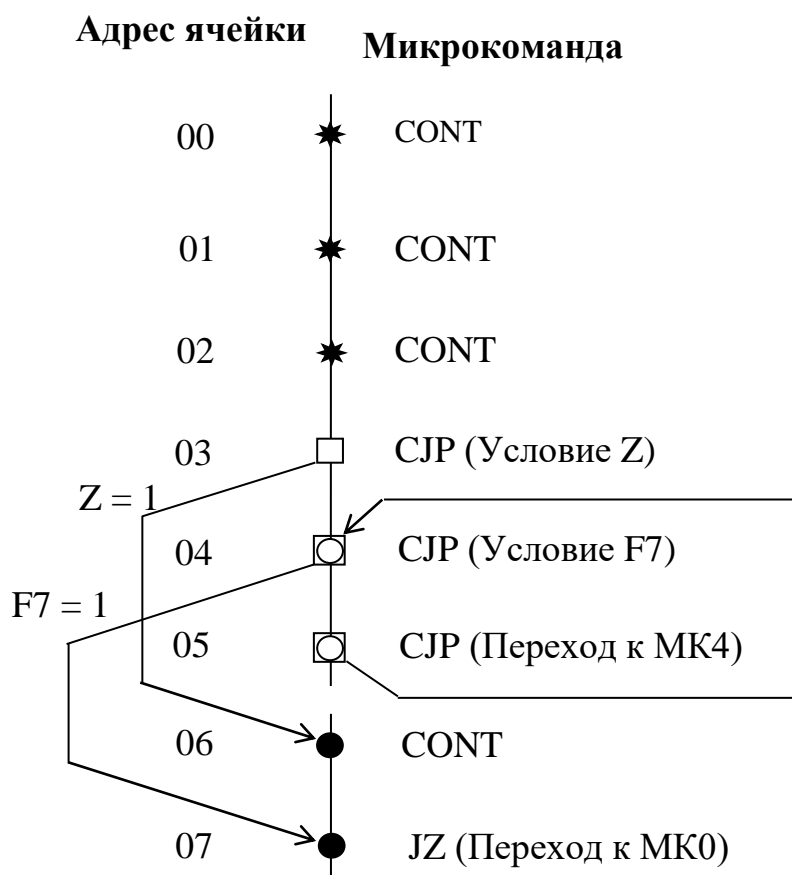 Адрес ячейки Микрокоманда
00 CONT
01 CONT
02 CONT
03 CJP (Условие Z)
Z = 1
04 CJP (Условие F7)
F7 = 1
05 CJP (Переход к МК4)
06 CONT
07 JZ (Переход к МК0)